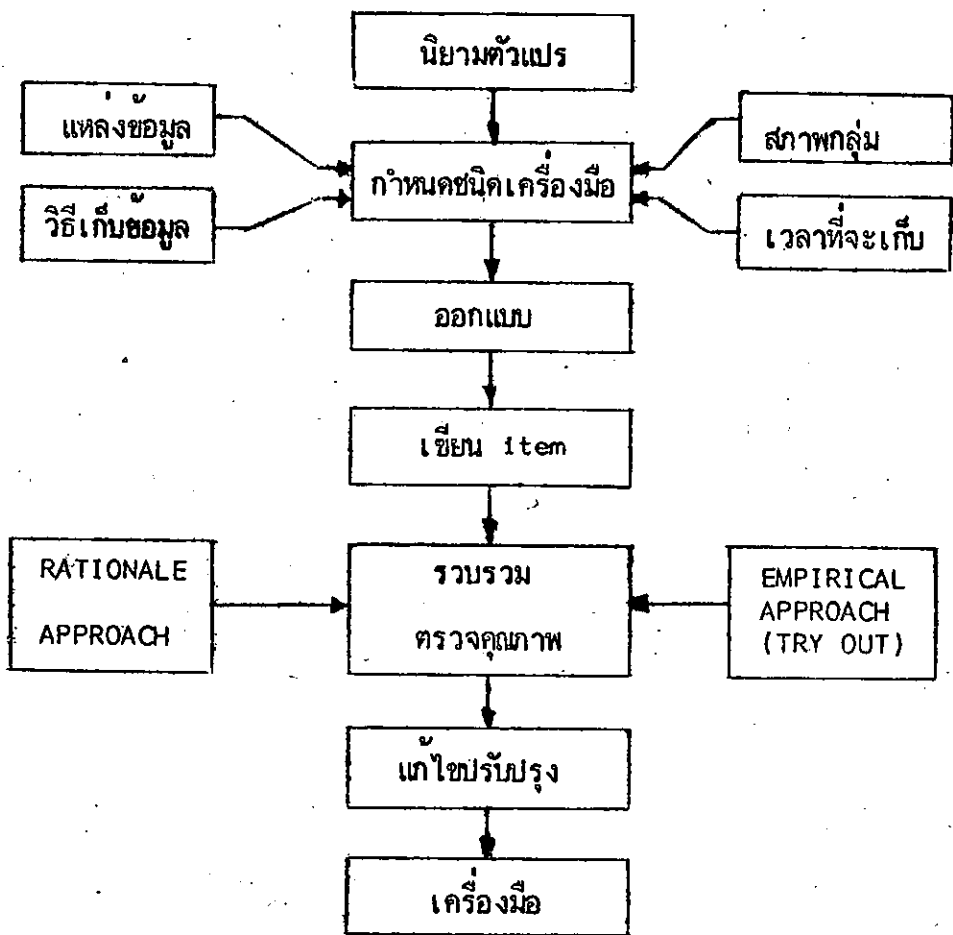 นิยามตัวแปร
แหล่งข้อมูล
สภาพกลุ่ม
กำหนดชนิดเครื่องมือ
วิธีเก็บข้อมูล
เวลาที่จะเก็บ
ออกแบบ
เขียน item
RATIONALE
APPROACH
รวบรวม
ตรวจคุณภาพ
EMPIRICAL
APPROACH
(TRY OUT)
แก้ไขปรับปรุง
เครื่องมือ